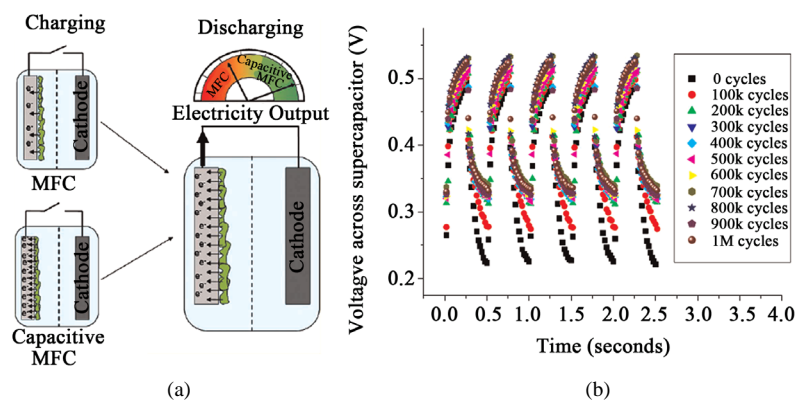 Charging
Discharging
MFC
Capacitive
MFC
Electricity Output
Cathode
MFC
Cathode
Cathode
Capacitive
MFC
(a)
Voltagve across supercapacitor (V)
0.5
0.4
0.3
0.2
0.0 0.5 1.0 1.5 2.0 2.5 3.0 3.5 4.0
Time (seconds)
0 cycles
100k cycles
200k cycles
300k cycles
400k cycles
500k cycles
600k cycles
700k cycles
800k cycles
900k cycles
1M cycles
(b)